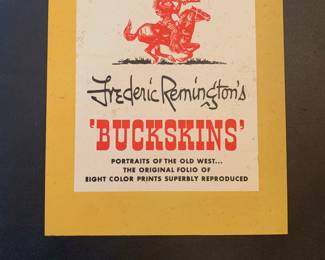 Frederic Remington's
'BUCKSKINS'
PORTRAITS OF THE OLD WEST...
THE ORIGINAL FOLIO OF
EIGHT COLOR PRINTS SUPERBLY REPRODUCED